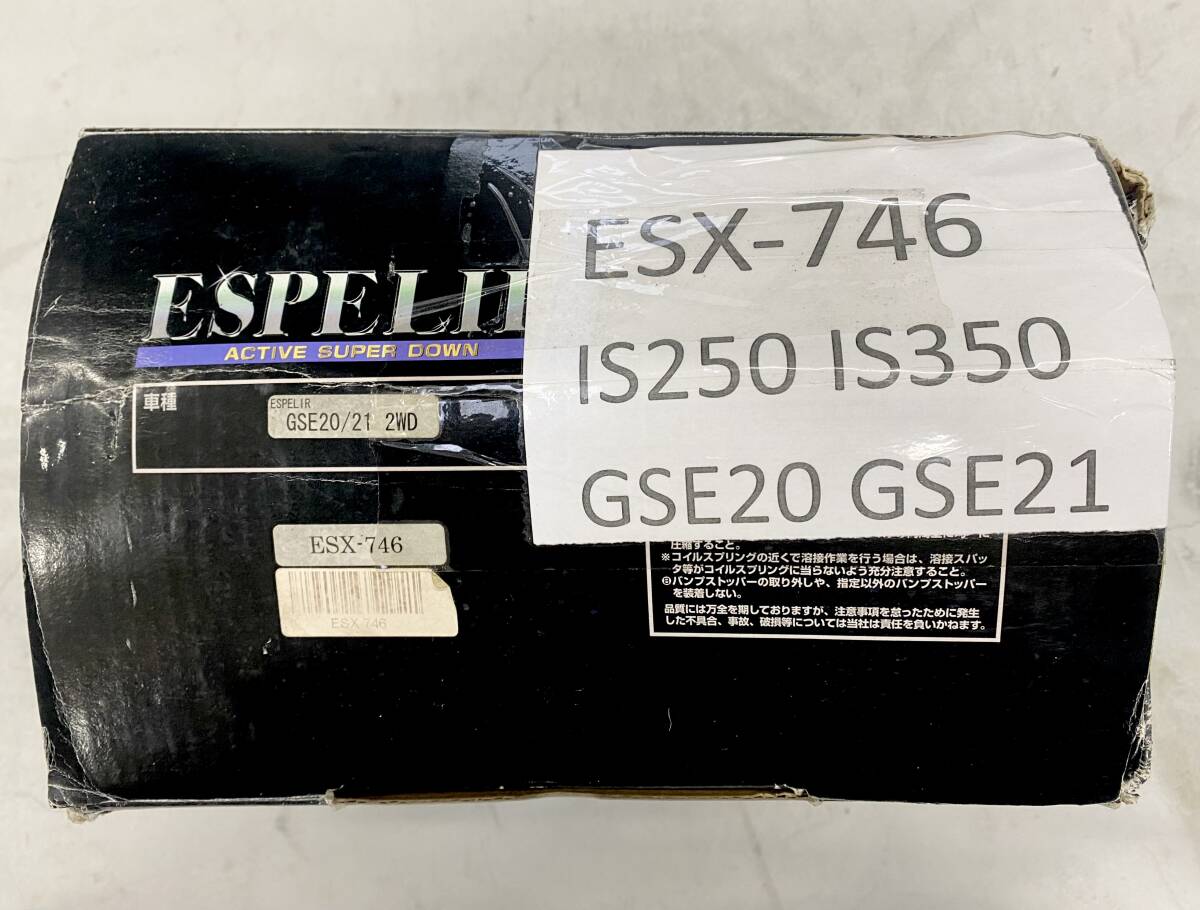 ESX-746
IS250 IS350
GSE20 GSE21
ESPELI
ACTIVE SUPER DOWN
車種
ESPELIR
GSE20/21 2WD
ESX-746
ESX 746
圧縮すること。
※コイルスプリングの近くで溶接作業を行う場合は、溶接スパッ
タ等がコイルスプリングに当らないよう充分注意すること。
⑧バンプストッパーの取り外しや、指定以外のバンプストッパー
を装着しない。
品質には万全を期しておりますが、注意事項を怠ったために発生
した不具合、事故、破損等については当社は責任を負いかねます。